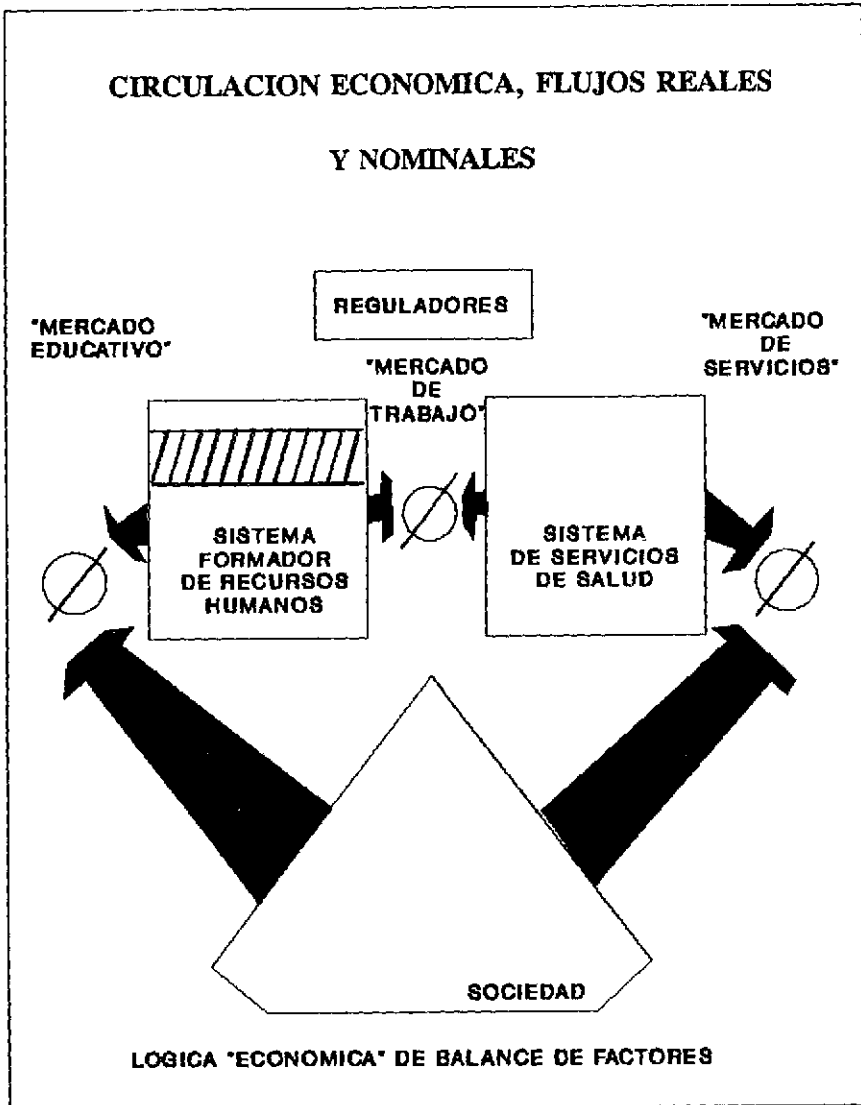 CIRCULACION ECONOMICA, FLUJOS REALES
Y NOMINALES
REGULADORES
"MERCADO
EDUCATIVO"
"MERCADO
DE
TRABAJO"
"MERCADO
DE
SERVICIOS"
SISTEMA
FORMADOR
DE RECURSOS
HUMANOS
SISTEMA
DE SERVICIOS
DE SALUD
SOCIEDAD
LOGICA "ECONOMICA" DE BALANCE DE FACTORES